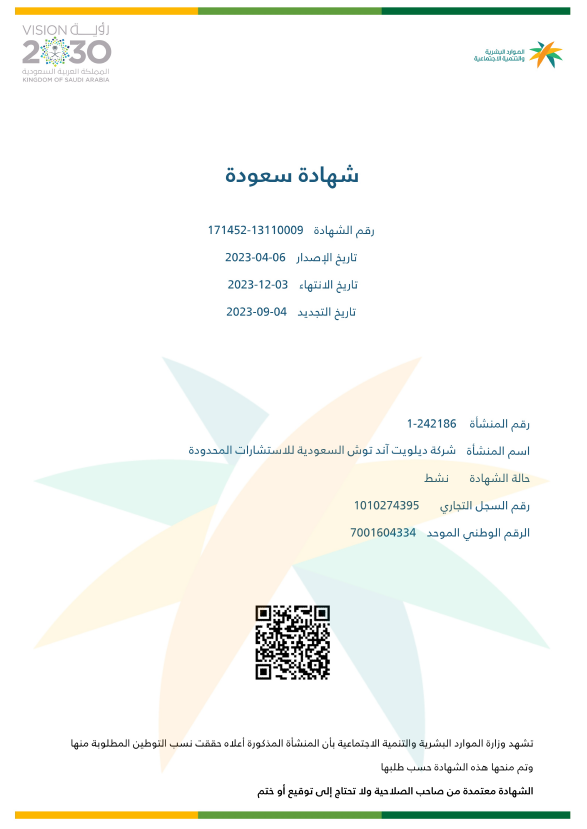 VISION رؤيــة
2030
المملكة العربية السعودية
KINGDOM OF SAUDI ARABIA
الموارد البشرية
والتنمية الاجتماعية
شهادة سعودة
رقم الشهادة 171452-13110009
تاريخ الإصدار 2023-04-06
تاريخ الانتهاء 2023-12-03
تاريخ التجديد 2023-09-04
رقم المنشأة 1-242186
اسم المنشأة شركة ديلويت آند توش السعودية للاستشارات المحدودة
حالة الشهادة نشط
رقم السجل التجاري 1010274395
الرقم الوطني الموحد 7001604334
تشهد وزارة الموارد البشرية والتنمية الاجتماعية بأن المنشأة المذكورة أعلاه حققت نسب التوطين المطلوبة منها
وتم منحها هذه الشهادة حسب طلبها
الشهادة معتمدة من صاحب الصلاحية ولا تحتاج إلى توقيع أو ختم